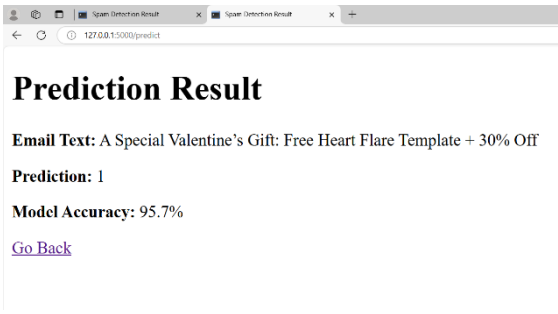 Spam Detection Result
Spam Detection Result
127.0.0.1:5000/predict
Prediction Result
Email Text: A Special Valentine’s Gift: Free Heart Flare Template + 30% Off
Prediction: 1
Model Accuracy: 95.7%
Go Back